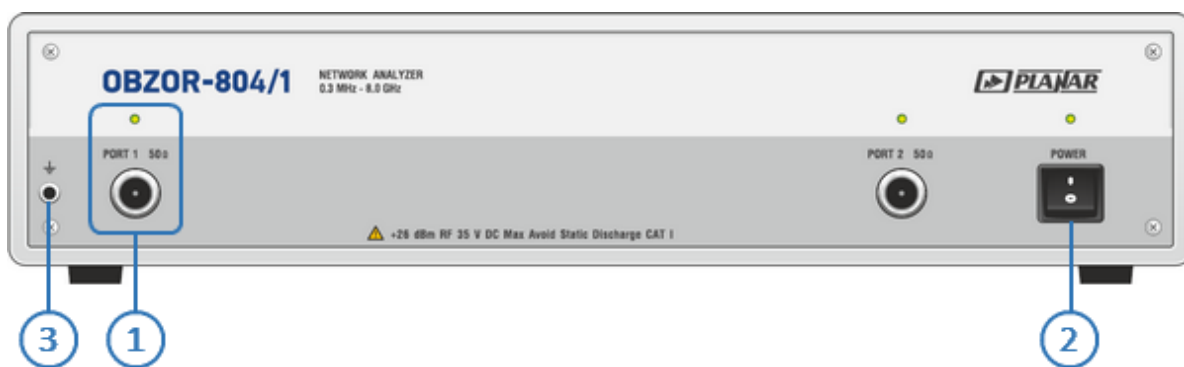 OBZOR-804/1
NETWORK ANALYZER
0.3 MHz - 8.0 GHz
PLANAR
PORT 1 50Ω
PORT 2 50Ω
POWER
I
O
+26 dBm RF 35 V DC Max Avoid Static Discharge CAT I
3
1
2